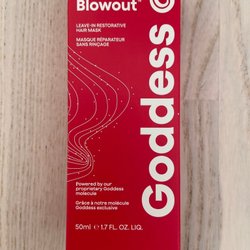 Blowout
LEAVE-IN RESTORATIVE
HAIR MASK
MASQUE RÉPARATEUR
SANS RINÇAGE
Goddess
Powered by our
proprietary Goddess
molecule
Grâce à notre molécule
Goddess exclusive
50ml e 1.7 FL. OZ. LIQ.